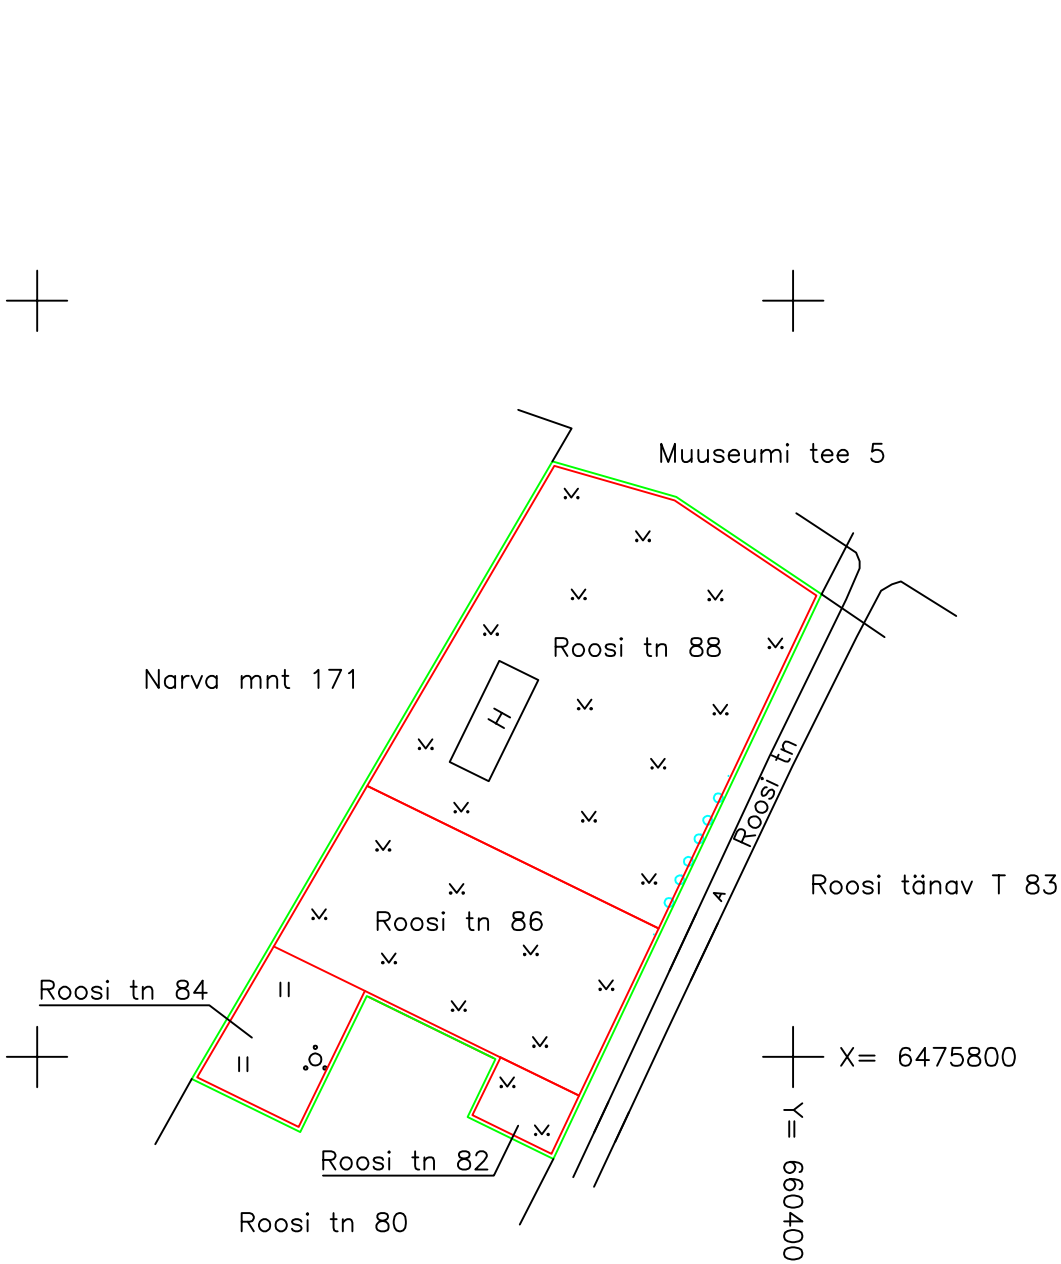 Muuseumi tee 5
Roosi tn 88
Narva mnt 171
H
Roosi tn
A
Roosi tänav T 83
Roosi tn 86
Roosi tn 84
X= 6475800
Y= 660400
Roosi tn 82
Roosi tn 80